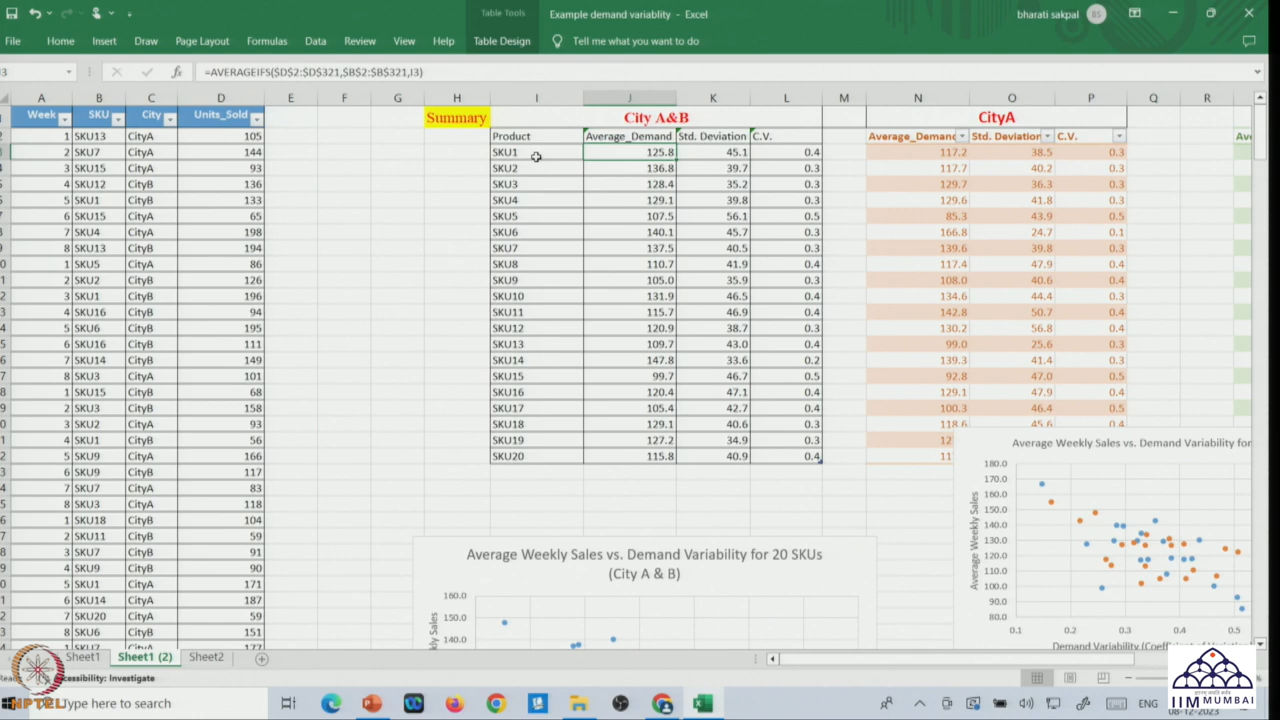 Table Tools
Example demand variablity - Excel
bharati sakpal
BS
File Home Insert Draw Page Layout Formulas Data Review View Help Table Design Tell me what you want to do
=AVERAGEIFS($D$2:$D$321,$B$2:$B$321,I3)
A B C D E F G H I J K L M N O P Q R
Week SKU City Units_Sold Summary City A&B CityA
1 SKU13 CityA 105 Product Average_Demand Std. Deviation C.V. Average_Demand Std. Deviation C.V.
2 SKU7 CityA 144 SKU1 125.8 45.1 0.4 117.2 38.5 0.3
3 SKU15 CityA 93 SKU2 136.8 39.7 0.3 117.7 40.2 0.3
4 SKU12 CityB 136 SKU3 128.4 35.2 0.3 129.7 36.3 0.3
5 SKU1 CityB 133 SKU4 129.1 39.8 0.3 129.6 41.8 0.3
6 SKU15 CityA 65 SKU5 107.5 56.1 0.5 85.3 43.9 0.5
7 SKU4 CityA 198 SKU6 140.1 45.7 0.3 166.8 24.7 0.1
8 SKU13 CityB 194 SKU7 137.5 40.5 0.3 139.6 39.8 0.3
1 SKU5 CityA 86 SKU8 110.7 41.9 0.4 117.4 47.9 0.4
2 SKU2 CityB 126 SKU9 105.0 35.9 0.3 108.0 40.6 0.4
3 SKU1 CityB 196 SKU10 131.9 46.5 0.4 134.6 44.4 0.3
4 SKU16 CityB 94 SKU11 115.7 46.9 0.4 142.8 50.7 0.4
5 SKU6 CityB 195 SKU12 120.9 38.7 0.3 130.2 56.8 0.4
6 SKU16 CityB 111 SKU13 109.7 43.0 0.4 99.0 25.6 0.3
7 SKU14 CityB 149 SKU14 147.8 33.6 0.2 139.3 41.4 0.3
8 SKU3 CityA 101 SKU15 99.7 46.7 0.5 92.8 47.0 0.5
1 SKU15 CityB 68 SKU16 120.4 47.1 0.4 129.1 47.9 0.4
2 SKU3 CityB 158 SKU17 105.4 42.7 0.4 100.3 46.4 0.5
3 SKU2 CityA 93 SKU18 129.1 40.6 0.3 118.6 45.6 0.4
4 SKU1 CityB 56 SKU19 127.2 34.9 0.3
5 SKU9 CityA 166 SKU20 115.8 40.9 0.4
6 SKU9 CityB 117
7 SKU7 CityA 83
8 SKU3 CityA 118
1 SKU18 CityB 104
2 SKU11 CityB 59
3 SKU7 CityB 91
4 SKU9 CityB 90
5 SKU1 CityA 171
6 SKU14 CityA 187
7 SKU20 CityA 59
8 SKU6 CityB 151
Average Weekly Sales vs. Demand Variability for
180.0
170.0
160.0
150.0
140.0
130.0
120.0
110.0
100.0
90.0
80.0
Average Weekly Sales
0.1 0.2 0.3 0.4 0.5
Average Weekly Sales vs. Demand Variability for 20 SKUs
(City A & B)
160.0
140.0
Sheet1 Sheet1 (2) Sheet2
Accessibility: Investigate
NPTEL
Type here to search
ENG
08-12-2023
IIM MUMBAI